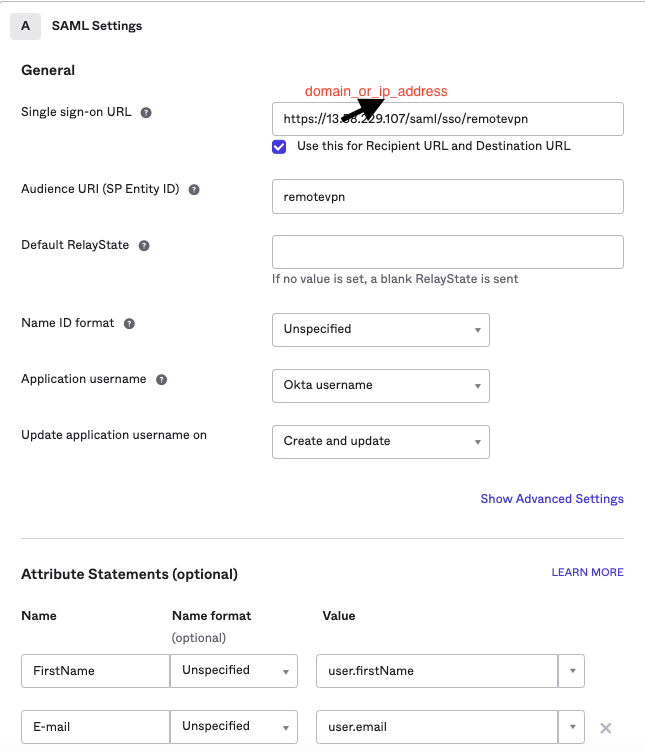 A SAML Settings
General
domain_or_ip_address
Single sign-on URL ?
https://13. .229.107/saml/sso/remotevpn
Use this for Recipient URL and Destination URL
Audience URI (SP Entity ID) ?
remotevpn
Default RelayState ?
If no value is set, a blank RelayState is sent
Name ID format ?
Unspecified
Application username ?
Okta username
Update application username on
Create and update
Show Advanced Settings
Attribute Statements (optional)
LEARN MORE
Name
Name format
(optional)
Value
FirstName
Unspecified
user.firstName
E-mail
Unspecified
user.email